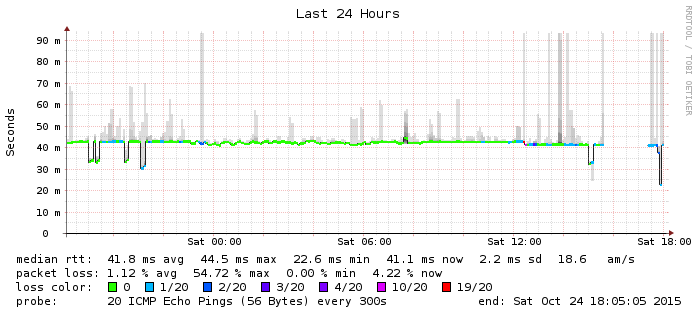 Last 24 Hours
RRDTOOL / TOBI OETIKER
Seconds
90 m
80 m
70 m
60 m
50 m
40 m
30 m
20 m
10 m
0
Sat 00:00 Sat 06:00 Sat 12:00 Sat 18:00
median rtt: 41.8 ms avg 44.5 ms max 22.6 ms min 41.1 ms now 2.2 ms sd 18.6 am/s
packet loss: 1.12 % avg 54.72 % max 0.00 % min 4.22 % now
loss color: 0 1/20 2/20 3/20 4/20 10/20 19/20
probe: 20 ICMP Echo Pings (56 Bytes) every 300s end: Sat Oct 24 18:05:05 2015